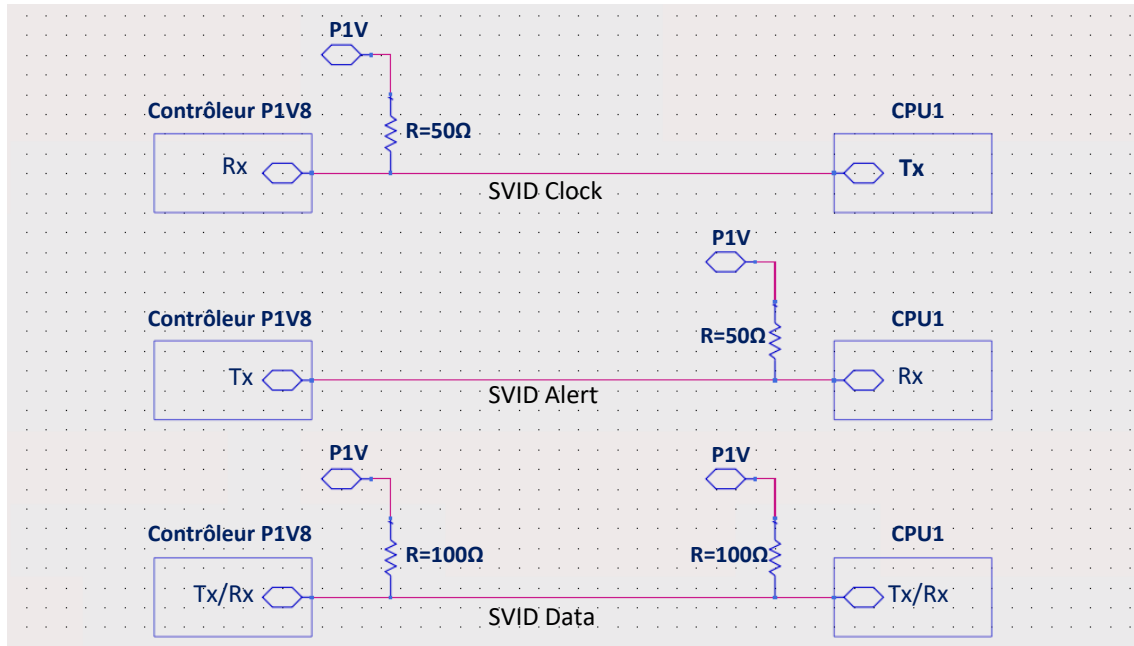 P1V
Contrôleur P1V8
CPU1
R=50Ω
Rx
Tx
SVID Clock
P1V
Contrôleur P1V8
CPU1
R=50Ω
Tx
Rx
SVID Alert
P1V
P1V
Contrôleur P1V8
CPU1
R=100Ω
R=100Ω
Tx/Rx
Tx/Rx
SVID Data